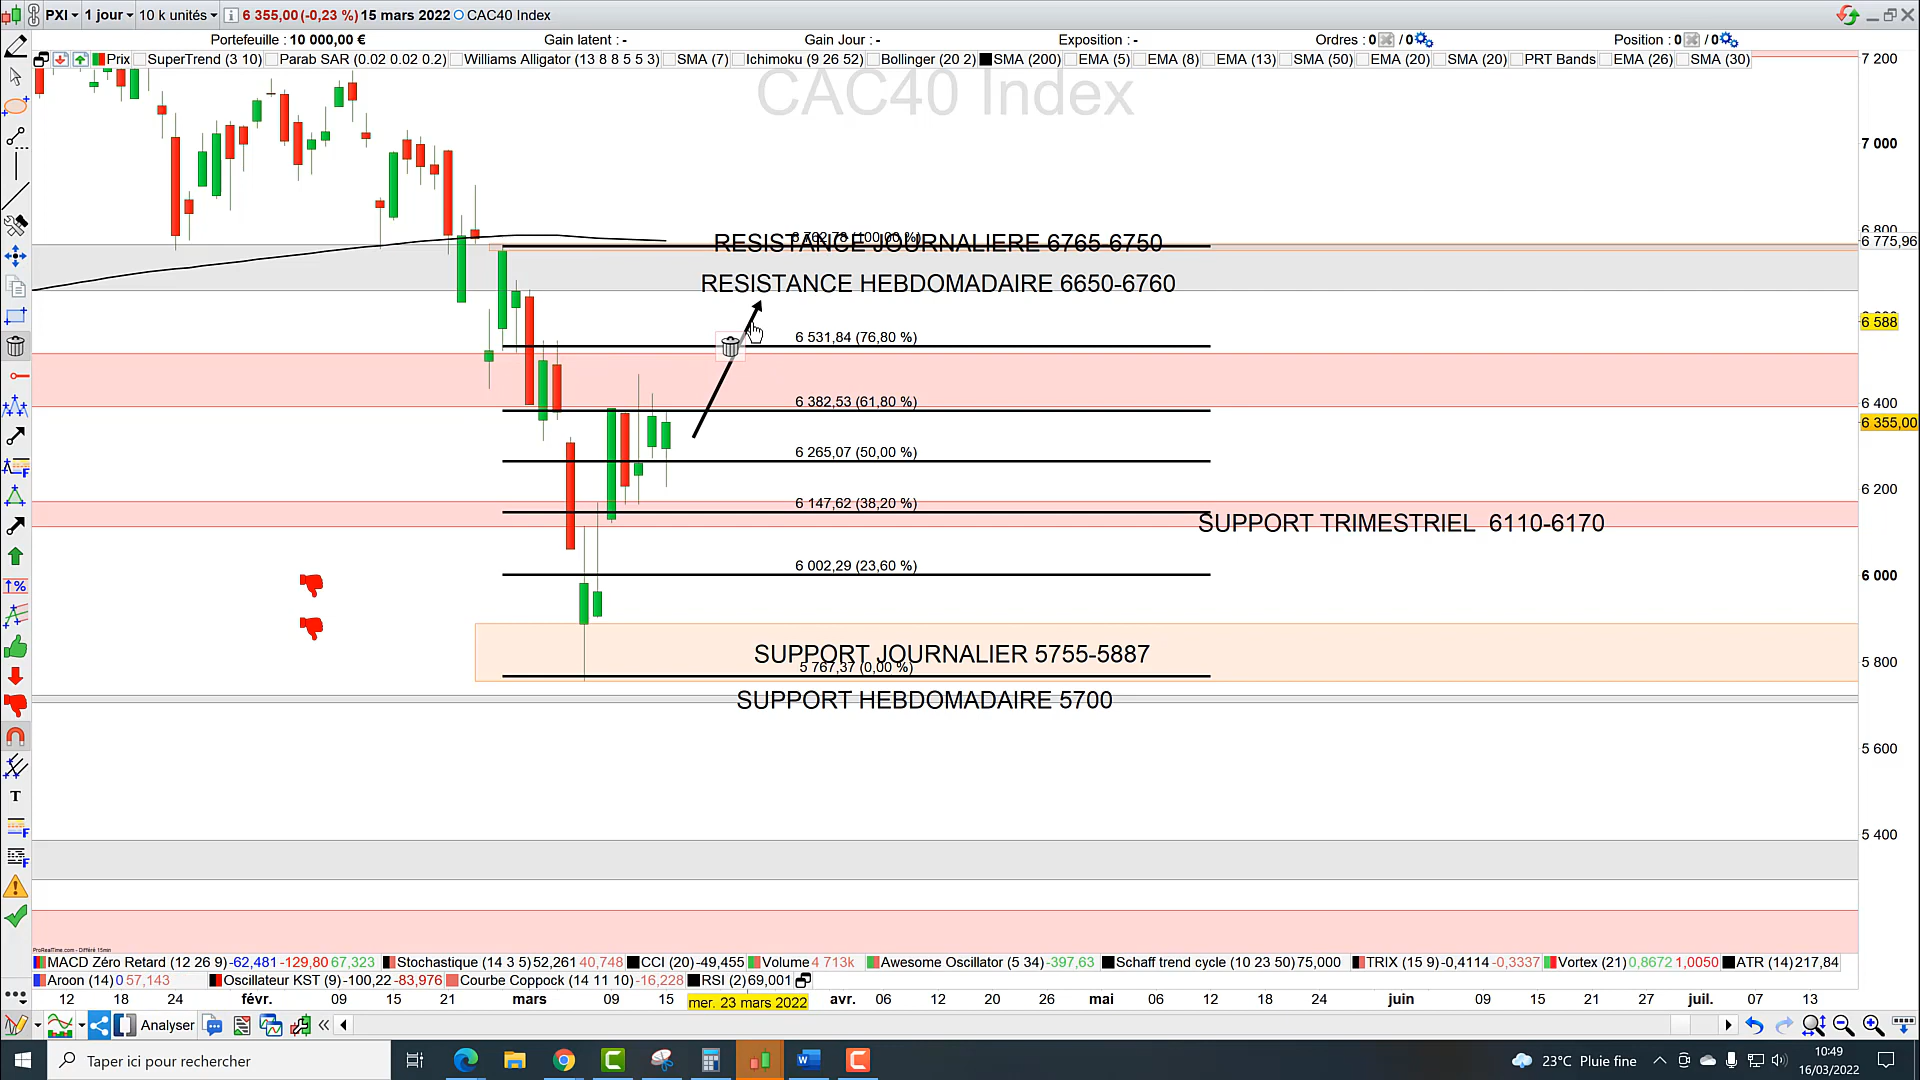 PXI 1 jour 10 k unités 6 355,00 (-0,23 %) 15 mars 2022 CAC40 Index
Portefeuille : 10 000,00 € Gain latent : - Gain Jour : - Exposition : - Ordres : 0 / 0 Position : 0 / 0
Prix SuperTrend (3 10) Parab SAR (0.02 0.02 0.2) Williams Alligator (13 8 8 5 5 3) SMA (7) Ichimoku (9 26 52) Bollinger (20 2) SMA (200) EMA (5) EMA (8) EMA (13) SMA (50) EMA (20) SMA (20) PRT Bands EMA (26) SMA (30)
7 200
CAC40 Index
7 000
6 800
6 775,96
6 762,78 (100,00 %)
RESISTANCE JOURNALIERE 6765-6750
RESISTANCE HEBDOMADAIRE 6650-6760
6 588
6 531,84 (76,80 %)
6 382,53 (61,80 %)
6 400
6 355,00
6 265,07 (50,00 %)
6 200
6 147,62 (38,20 %)
SUPPORT TRIMESTRIEL 6110-6170
6 002,29 (23,60 %)
6 000
SUPPORT JOURNALIER 5755-5887
5 767,37 (0,00 %)
5 800
SUPPORT HEBDOMADAIRE 5700
5 600
5 400
ProRealTime.com - Différé 15min
MACD Zéro Retard (12 26 9) -62,481 -129,80 67,323 Stochastique (14 3 5) 52,261 40,748 CCI (20) -49,455 Volume 4 713k Awesome Oscillator (5 34) -397,63 Schaff trend cycle (10 23 50) 75,000 TRIX (15 9) -0,4114 -0,3337 Vortex (21) 0,8672 1,0050 ATR (14) 217,84
Aroon (14) 0 57,143 Oscillateur KST (9) -100,22 -83,976 Courbe Coppock (14 11 10) -16,228 RSI (2) 69,001
12 18 24 févr. 09 15 21 mars 09 15 mer. 23 mars 2022 avr. 06 12 20 26 mai 06 12 18 24 juin 09 15 21 27 juil. 07 13
Analyser
Taper ici pour rechercher
23°C Pluie fine
10:49
16/03/2022